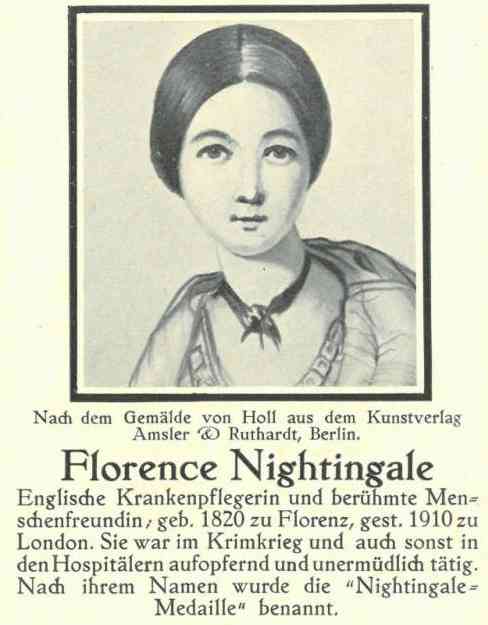 Nach dem Gemälde von Holl aus dem Kunstverlag
Amsler & Ruthardt, Berlin.
Florence Nightingale
Englische Krankenpflegerin und berühmte Men=
schenfreundin, geb. 1820 zu Florenz, gest. 1910 zu
London. Sie war im Krimkrieg und auch sonst in
den Hospitälern aufopfernd und unermüdlich tätig.
Nach ihrem Namen wurde die "Nightingale=
Medaille" benannt.